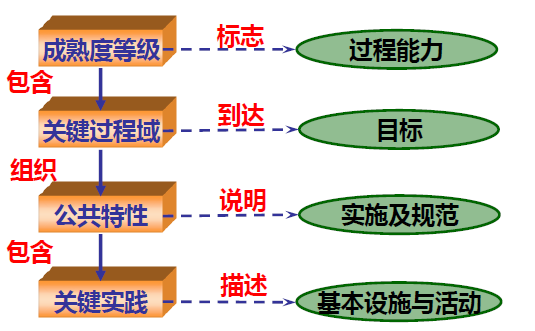 成熟度等级
标志
过程能力
包含
关键过程域
到达
目标
组织
公共特性
说明
实施及规范
包含
关键实践
描述
基本设施与活动